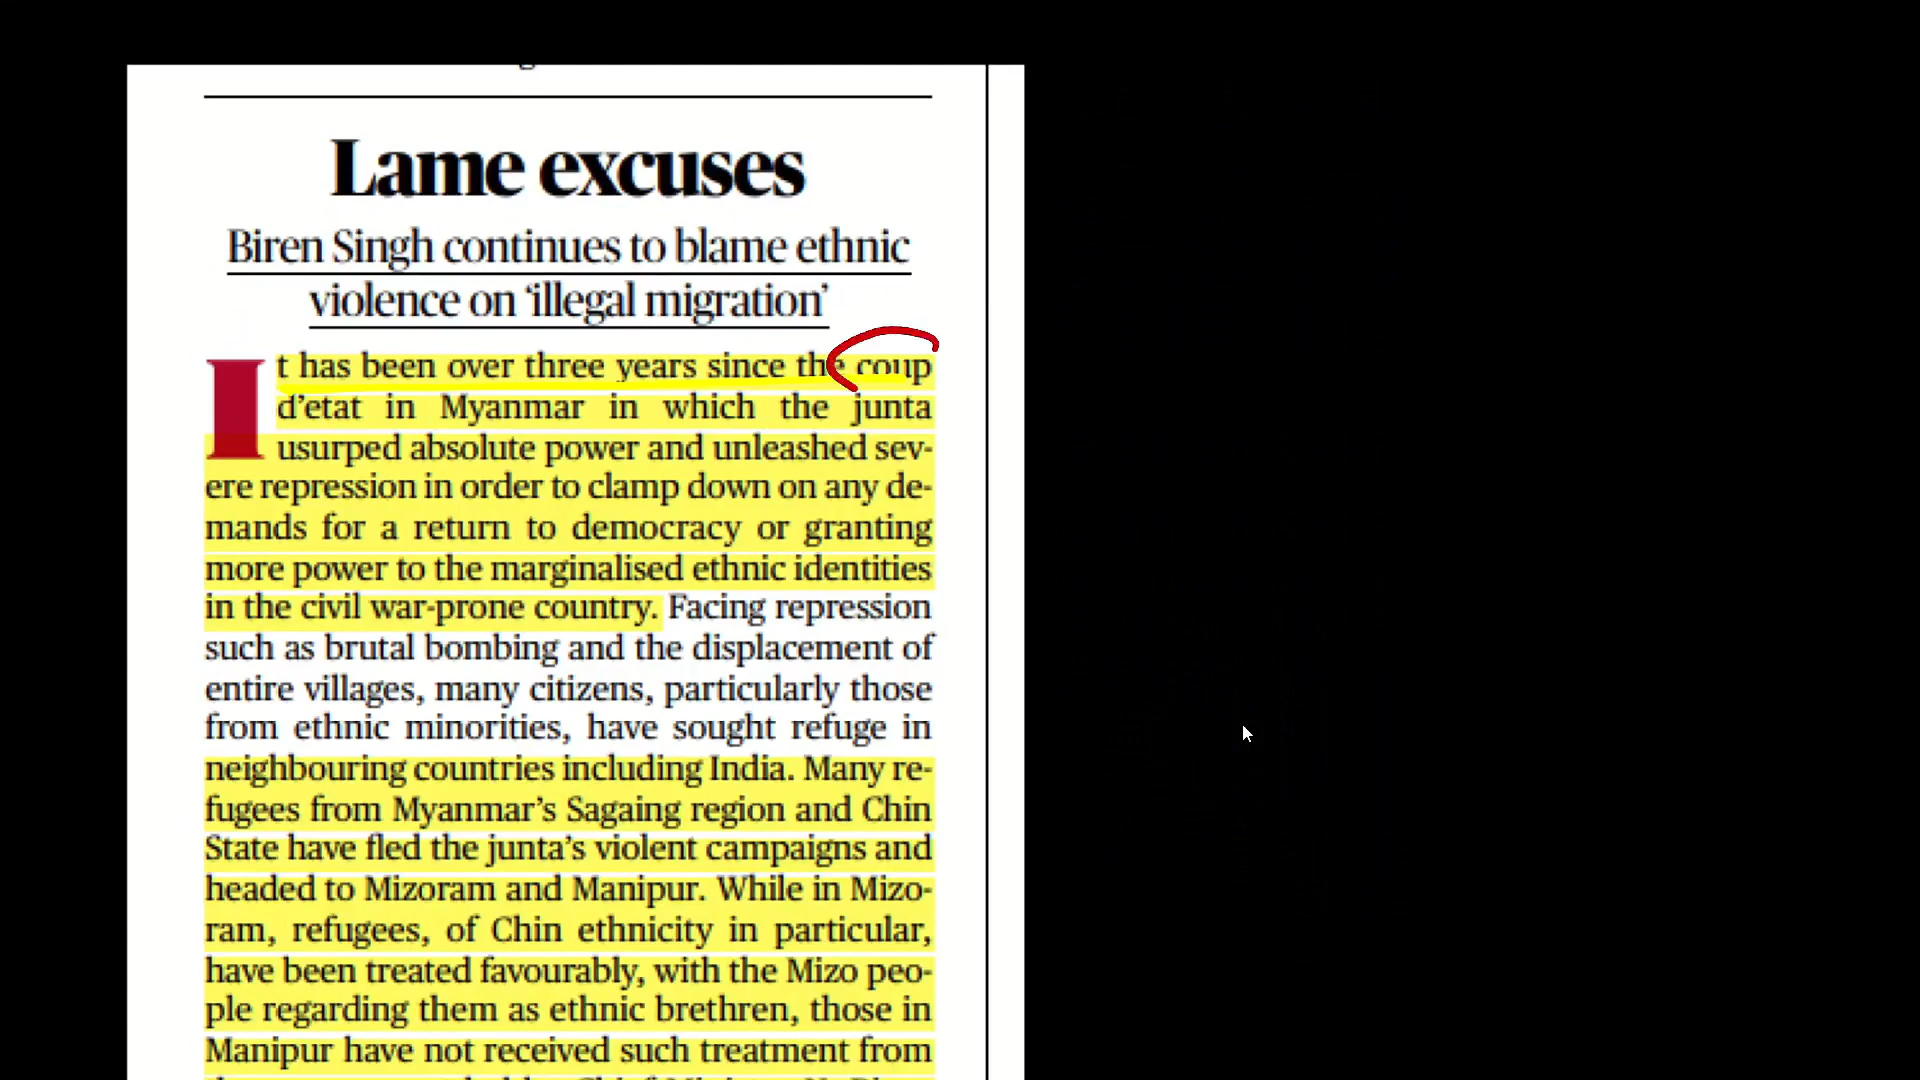 Lame excuses
Biren Singh continues to blame ethnic
violence on ‘illegal migration’
It has been over three years since the coup
d’etat in Myanmar in which the junta
usurped absolute power and unleashed sev-
ere repression in order to clamp down on any de-
mands for a return to democracy or granting
more power to the marginalised ethnic identities
in the civil war-prone country. Facing repression
such as brutal bombing and the displacement of
entire villages, many citizens, particularly those
from ethnic minorities, have sought refuge in
neighbouring countries including India. Many re-
fugees from Myanmar’s Sagaing region and Chin
State have fled the junta’s violent campaigns and
headed to Mizoram and Manipur. While in Mizo-
ram, refugees, of Chin ethnicity in particular,
have been treated favourably, with the Mizo peo-
ple regarding them as ethnic brethren, those in
Manipur have not received such treatment from